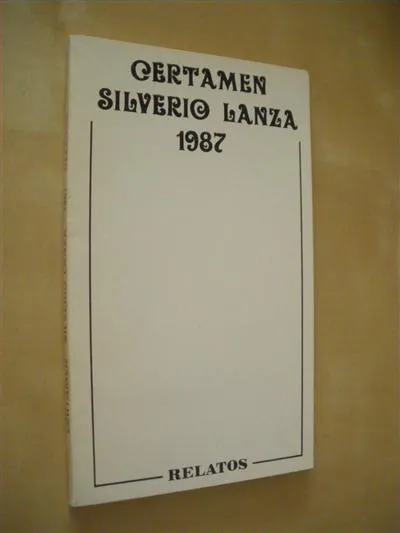 CERTAMEN
SILVERIO LANZA
1987
RELATOS